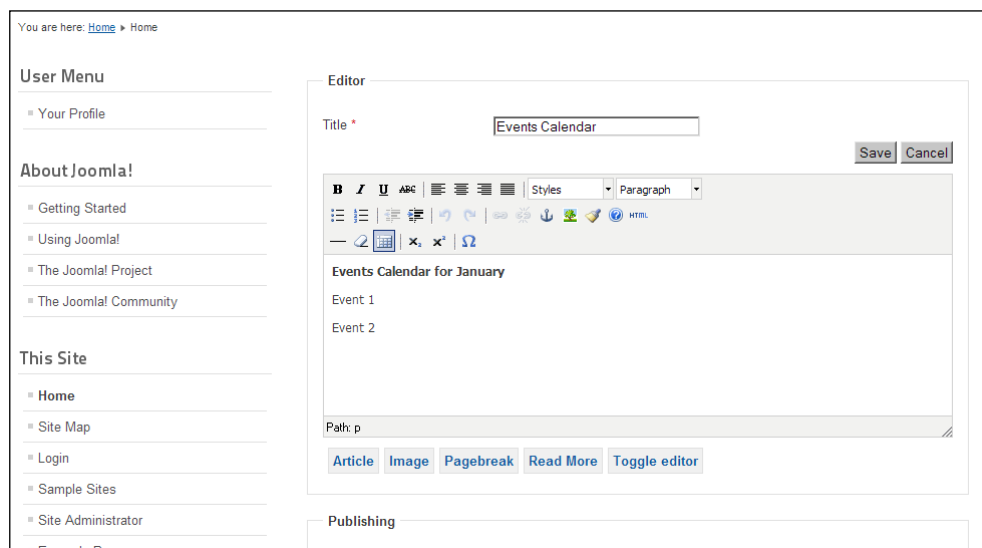 You are here: Home ▸ Home
User Menu
Your Profile
About Joomla!
Getting Started
Using Joomla!
The Joomla! Project
The Joomla! Community
This Site
Home
Site Map
Login
Sample Sites
Site Administrator
Editor
Title *
Events Calendar
Save Cancel
B I U ABC Styles Paragraph
HTML
x₂ x² Ω
Events Calendar for January
Event 1
Event 2
Path: p
Article Image Pagebreak Read More Toggle editor
Publishing